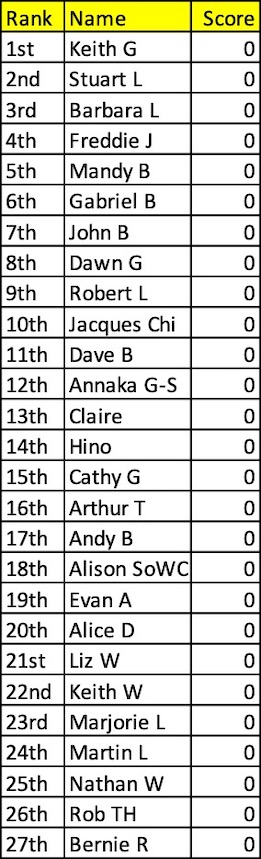 Rank Name Score
1st Keith G 0
2nd Stuart L 0
3rd Barbara L 0
4th Freddie J 0
5th Mandy B 0
6th Gabriel B 0
7th John B 0
8th Dawn G 0
9th Robert L 0
10th Jacques Chi 0
11th Dave B 0
12th Annaka G-S 0
13th Claire 0
14th Hino 0
15th Cathy G 0
16th Arthur T 0
17th Andy B 0
18th Alison SoWC 0
19th Evan A 0
20th Alice D 0
21st Liz W 0
22nd Keith W 0
23rd Marjorie L 0
24th Martin L 0
25th Nathan W 0
26th Rob TH 0
27th Bernie R 0